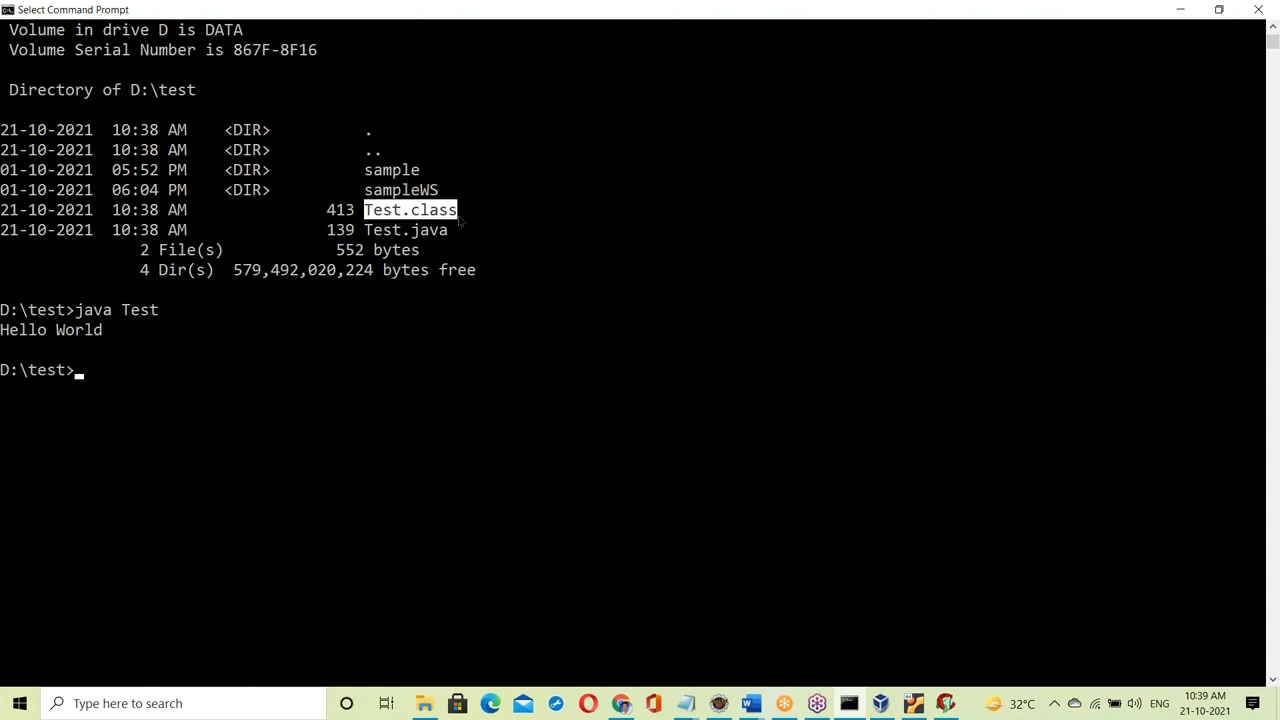 Select Command Prompt
Volume in drive D is DATA
Volume Serial Number is 867F-8F16
Directory of D:\test
21-10-2021  10:38 AM    <DIR>          .
21-10-2021  10:38 AM    <DIR>          ..
01-10-2021  05:52 PM    <DIR>          sample
01-10-2021  06:04 PM    <DIR>          sampleWS
21-10-2021  10:38 AM               413 Test.class
21-10-2021  10:38 AM               139 Test.java
2 File(s)            552 bytes
4 Dir(s)  579,492,020,224 bytes free
D:\test>java Test
Hello World
D:\test>
Type here to search
32°C
ENG
10:39 AM
21-10-2021